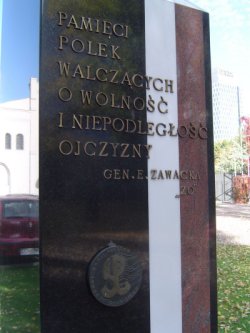 PAMIĘCI
POLEK
WALCZĄCYCH
O WOLNOŚĆ
I NIEPODLEGŁOŚĆ
OJCZYZNY
GEN. E. ZAWACKA
„ZO"